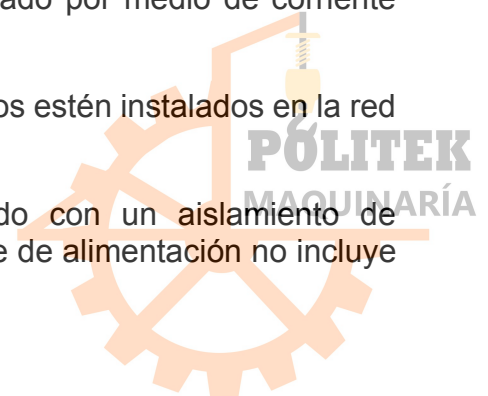 ado por medio de corriente
os estén instalados en la red
POLITEK
MAQUINARÍA
do con un aislamiento de
e de alimentación no incluye